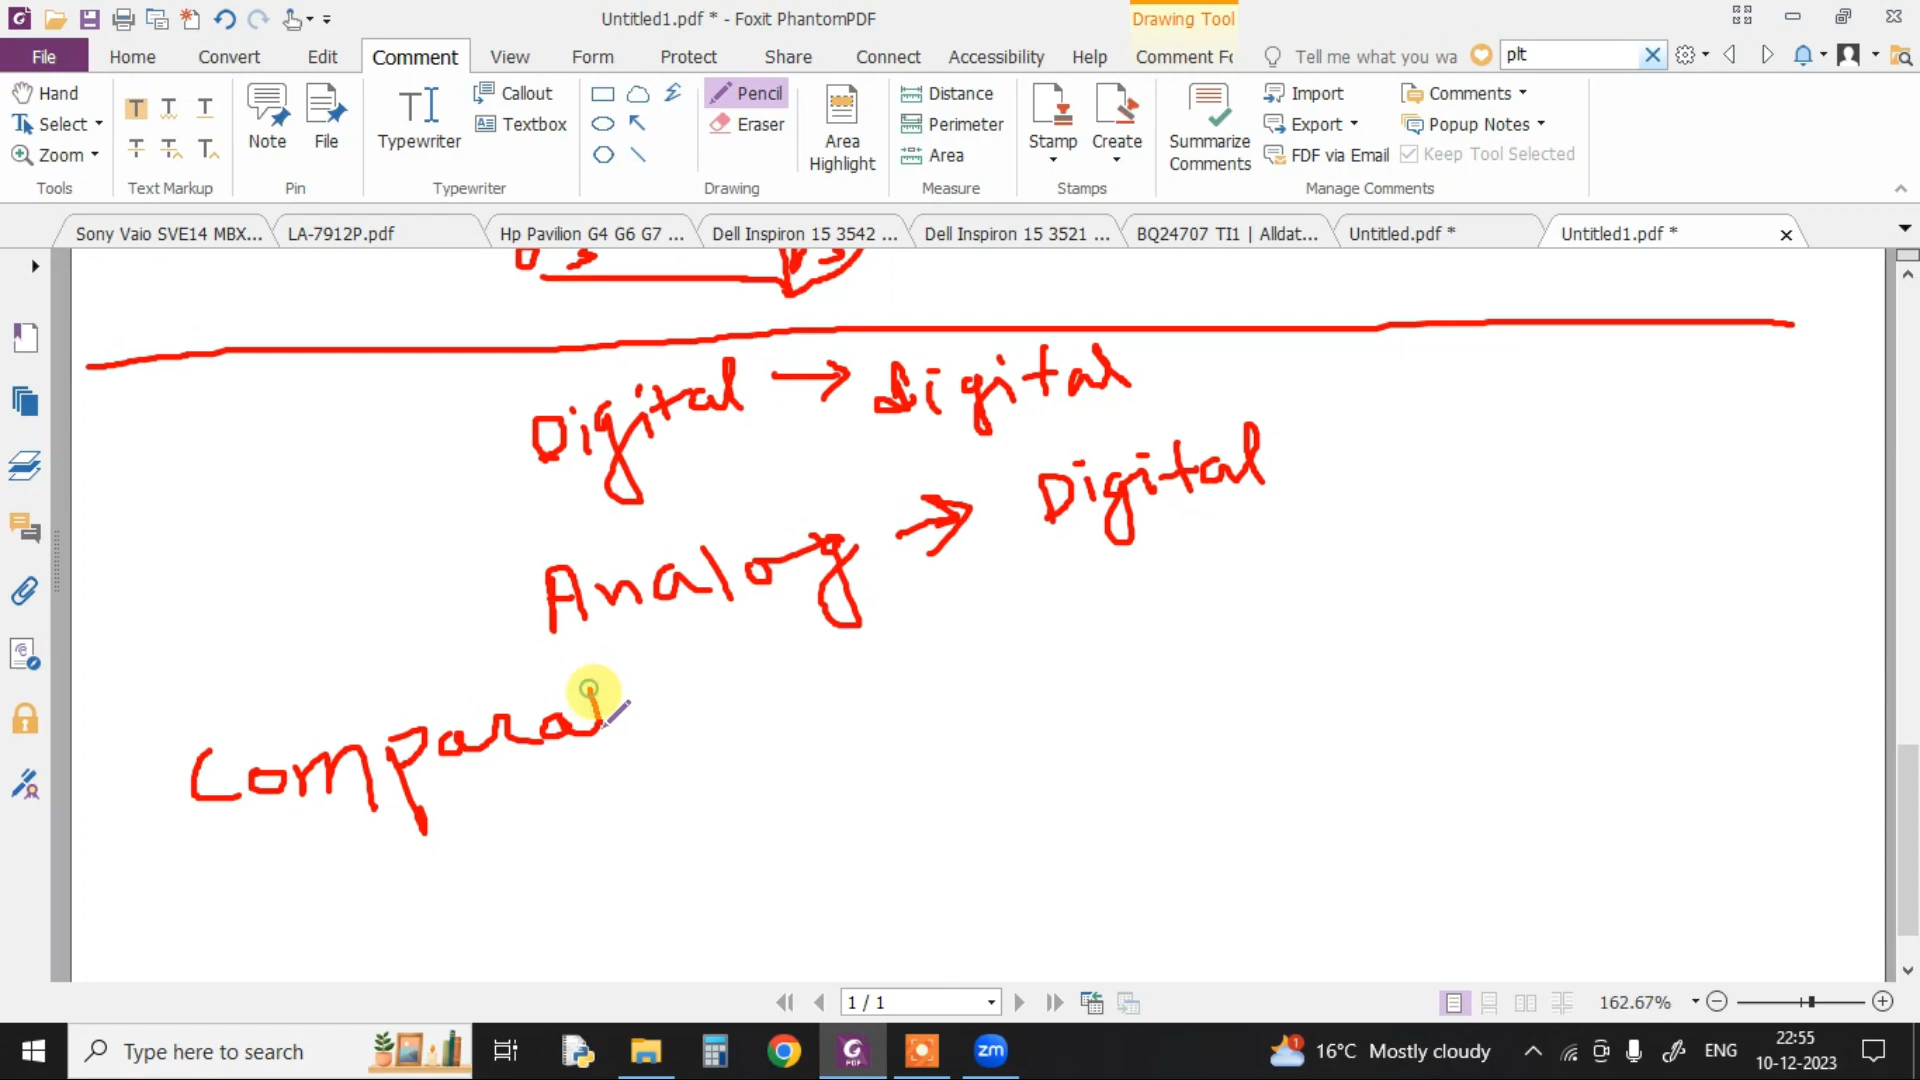 Untitled1.pdf * - Foxit PhantomPDF
Drawing Tool
File Home Convert Edit Comment View Form Protect Share Connect Accessibility Help Comment Fo Tell me what you wa plt
Hand
Select
Zoom
Tools
Text Markup
Note File
Pin
Typewriter
Callout
Textbox
Typewriter
Pencil
Eraser
Drawing
Area
Highlight
Distance
Perimeter
Area
Measure
Stamp Create
Stamps
Summarize
Comments
Import
Export
FDF via Email
Comments
Popup Notes
Keep Tool Selected
Manage Comments
Sony Vaio SVE14 MBX... LA-7912P.pdf Hp Pavilion G4 G6 G7 ... Dell Inspiron 15 3542 ... Dell Inspiron 15 3521 ... BQ24707 TI1 | Alldat... Untitled.pdf * Untitled1.pdf *
Digital → Digital
Analog → Digital
Compara
1 / 1
162.67%
Type here to search
zm
1
16°C Mostly cloudy
ENG
22:55
10-12-2023